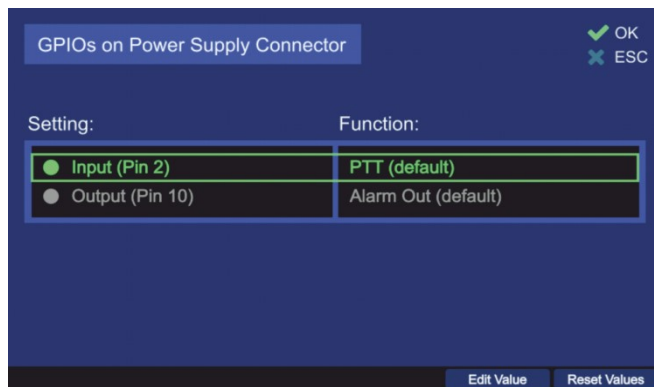 GPIOs on Power Supply Connector
OK
ESC
Setting:
Function:
Input (Pin 2)
PTT (default)
Output (Pin 10)
Alarm Out (default)
Edit Value
Reset Values